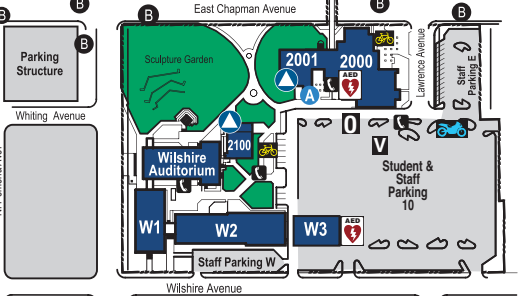 East Chapman Avenue
B
B
B
B
B
B
Parking
Structure
Sculpture Garden
2001
2000
AED
A
Lawrence Avenue
Staff
Parking E
Whiting Avenue
2100
O
V
Wilshire
Auditorium
Student &
Staff
Parking
10
W1
W2
W3
AED
Staff Parking W
Wilshire Avenue